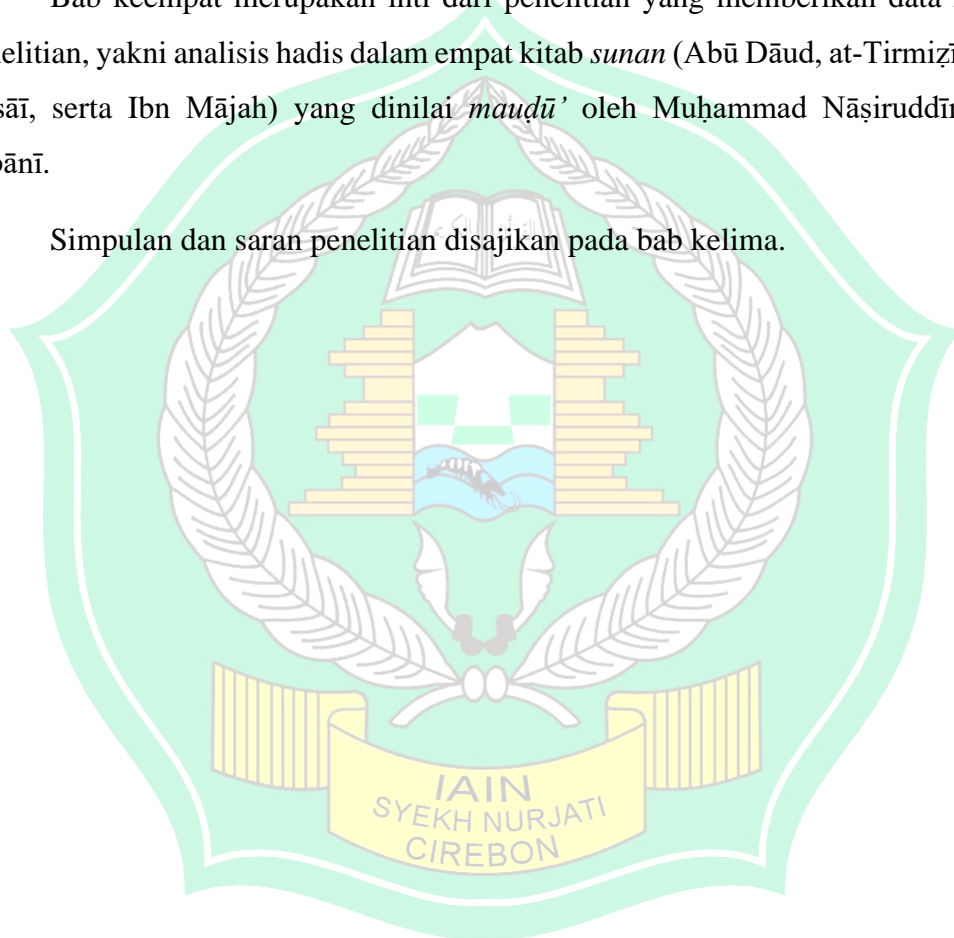 Bab keempat merupakan inti dari penelitian yang memberikan data
nelitian, yakni analisis hadis dalam empat kitab sunan (Abū Dāud, at-Tirmiżī
sāī, serta Ibn Mājah) yang dinilai mauḍū’ oleh Muḥammad Nāṣiruddīn
bānī.
Simpulan dan saran penelitian disajikan pada bab kelima.
IAIN
SYEKH NURJATI
CIREBON